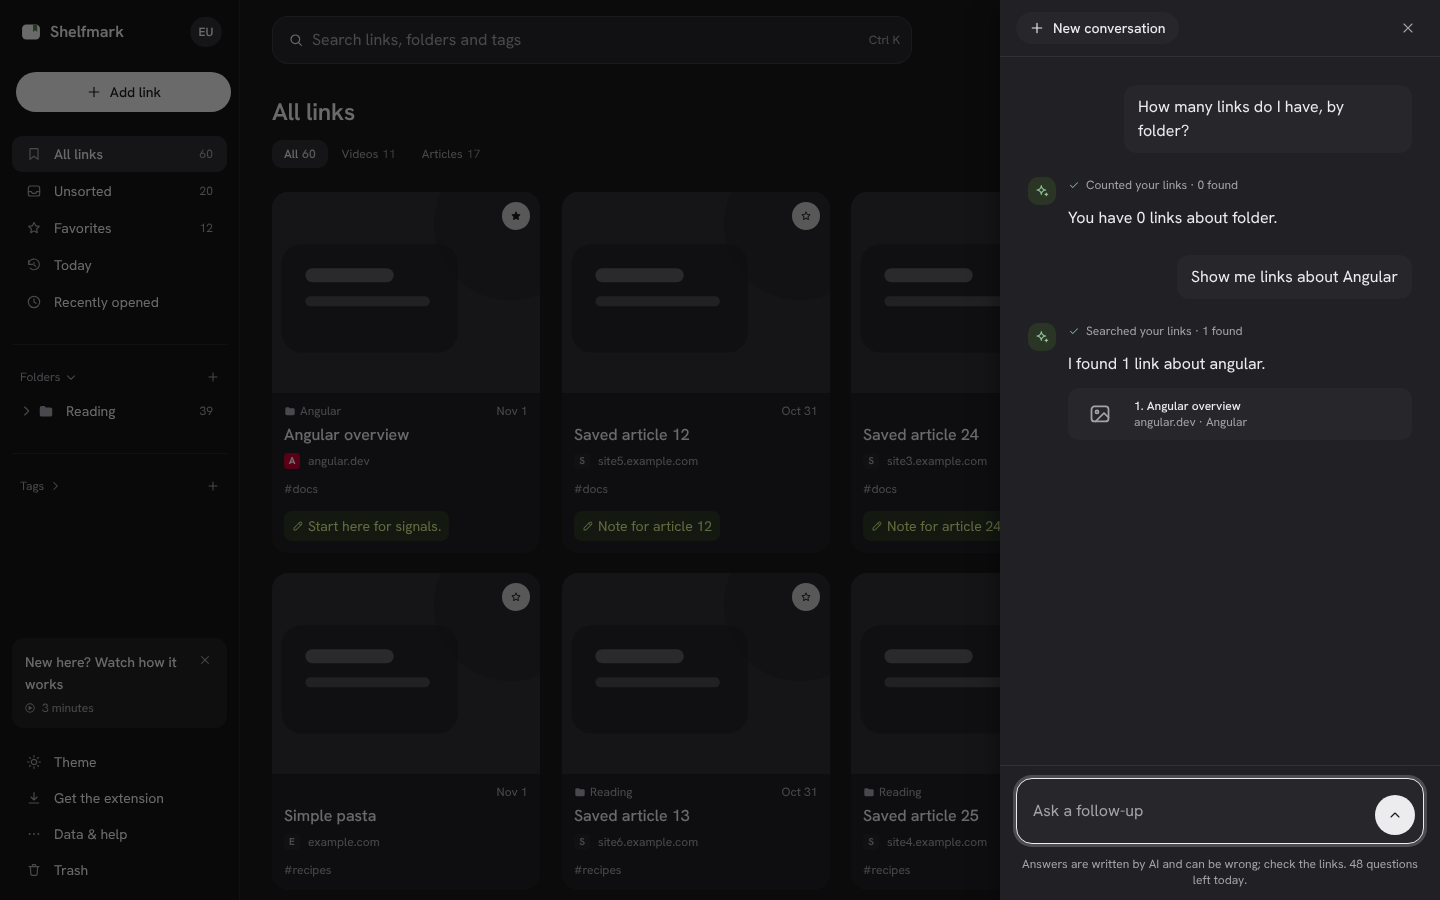 Shelfmark
EU
Add link
All links 60
Unsorted 20
Favorites 12
Today
Recently opened
Folders
Reading 39
Tags
New here? Watch how it
works
3 minutes
Theme
Get the extension
Data & help
Trash
Search links, folders and tags Ctrl K
All links
All 60 Videos 11 Articles 17
Angular Nov 1
Angular overview
A angular.dev
#docs
Start here for signals.
Oct 31
Saved article 12
S site5.example.com
#docs
Note for article 12
Saved article 24
S site3.example.com
#docs
Note for article 24
Nov 1
Simple pasta
E example.com
#recipes
Reading Oct 31
Saved article 13
S site6.example.com
#recipes
Reading
Saved article 25
S site4.example.com
#recipes
New conversation
How many links do I have, by
folder?
Counted your links · 0 found
You have 0 links about folder.
Show me links about Angular
Searched your links · 1 found
I found 1 link about angular.
1. Angular overview
angular.dev · Angular
Ask a follow-up
Answers are written by AI and can be wrong; check the links. 48 questions
left today.